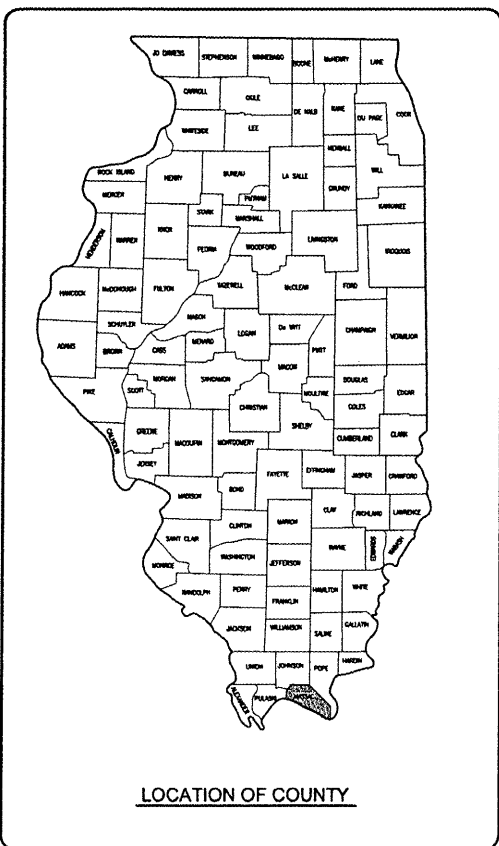 JO DAVIESS STEPHENSON WINNEBAGO BOONE McHENRY LAKE
CARROLL OGLE DE KALB KANE COOK
DU PAGE
WHITESIDE LEE
KENDALL WILL
ROCK ISLAND HENRY BUREAU LA SALLE GRUNDY
MERCER PUTNAM KANKAKEE
STARK MARSHALL
HENDERSON WARREN KNOX PEORIA WOODFORD LIVINGSTON IROQUOIS
HANCOCK McDONOUGH FULTON TAZEWELL McCLEAN FORD
MASON
SCHUYLER LOGAN De WITT CHAMPAIGN VERMILION
ADAMS BROWN CASS MENARD PIATT
MACON
PIKE SCOTT MORGAN SANGAMON MOULTRIE DOUGLAS EDGAR
CHRISTIAN COLES
CALHOUN GREENE MACOUPIN MONTGOMERY SHELBY CUMBERLAND CLARK
JERSEY
FAYETTE EFFINGHAM JASPER CRAWFORD
MADISON BOND
CLAY RICHLAND LAWRENCE
CLINTON MARION
SAINT CLAIR WAYNE EDWARDS WABASH
MONROE WASHINGTON JEFFERSON
RANDOLPH PERRY HAMILTON WHITE
FRANKLIN
JACKSON WILLIAMSON SALINE GALLATIN
UNION JOHNSON POPE HARDIN
ALEXANDER PULASKI MASSAC
LOCATION OF COUNTY